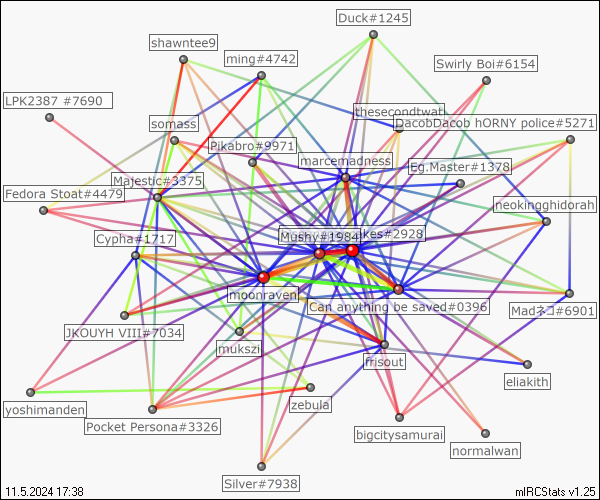 Duck#1245
shawntee9
ming#4742
Swirly Boi#6154
LPK2387 #7690
thesecondtwat
somass
DacobDacob hORNY police#5271
Pikabro#9971
marcemadness
Eg.Master#1378
Majestic#3375
Fedora Stoat#4479
neokingghidorah
Cypha#1717
Mushy#1984
kes#2928
moonraven
Can anything be saved#0396
Madネコ#6901
JKOUYH VIII#7034
mukszi
frisout
eliakith
yoshimanden
zebula
Pocket Persona#3326
bigcitysamurai
normalwan
Silver#7938
11.5.2024 17:38
mIRCStats v1.25